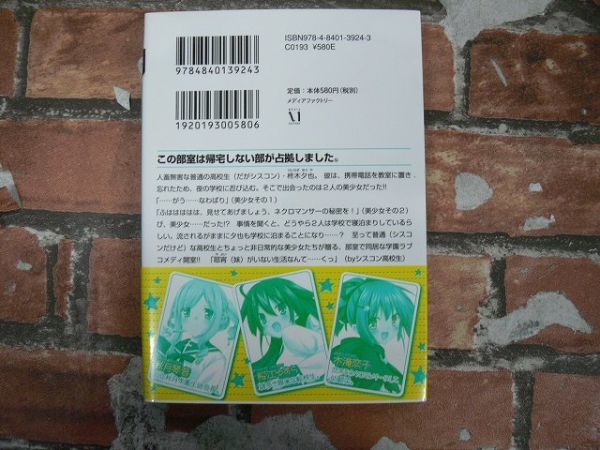 ISBN978-4-8401-3924-3
C0193 ¥580E
9784840139243
定価：本体580円（税別）
メディアファクトリー
1920193005806
この部室は帰宅しない部が占拠しました。
人畜無害な普通の高校生（だがシスコン）・柊木夕也。彼は、携帯電話を教室に置き
忘れたため、夜の学校に忍び込む。そこで出会ったのは２人の美少女だった!!
「……がう……なわばり」（美少女その１）
「ふはははははは、見せてあげましょう、ネクロマンサーの秘密を！」（美少女その２）
び、美少女……だった!?　事情を聞くと、どうやら２人は学校で寝泊まりしているら
しい。流されるがままに夕也も学校に泊まることになり……？　至って普通（シスコ
ンだけど）な高校生とちょっと非日常的な美少女たちが贈る、部室で同居な学園ラブ
コメディ開室!!　「（妹）がいない生活なんて……くっ」（byシスコン高校生）